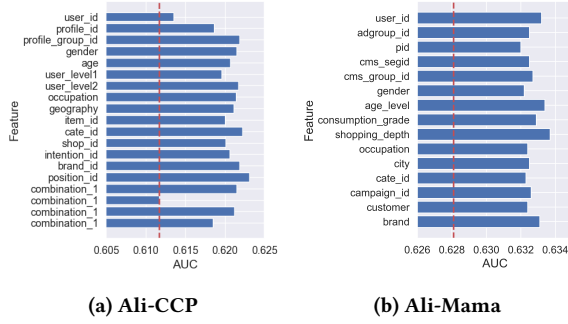 Feature
user_id
profile_id
profile_group_id
gender
age
user_level1
user_level2
occupation
geography
item_id
cate_id
shop_id
intention_id
brand_id
position_id
combination_1
combination_1
combination_1
combination_1
0.605 0.610 0.615 0.620 0.625
AUC
(a) Ali-CCP
Feature
user_id
adgroup_id
pid
cms_segid
cms_group_id
gender
age_level
consumption_grade
shopping_depth
occupation
city
cate_id
campaign_id
customer
brand
0.626 0.628 0.630 0.632 0.634
AUC
(b) Ali-Mama